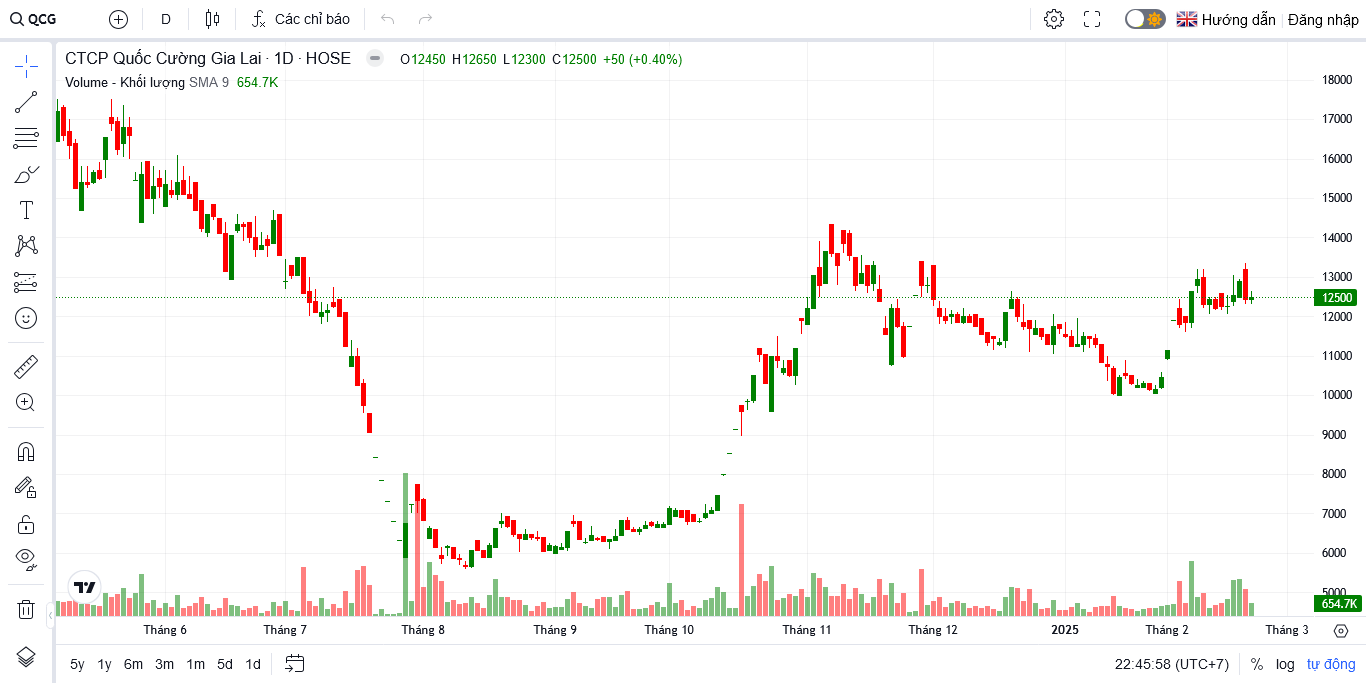 QCG D Các chỉ báo Hướng dẫn Đăng nhập
CTCP Quốc Cường Gia Lai · 1D · HOSE O12450 H12650 L12300 C12500 +50 (+0.40%)
Volume - Khối lượng SMA 9 654.7K
18000
17000
16000
15000
14000
13000
12500
12000
11000
10000
9000
8000
7000
6000
5000
654.7K
Tháng 6 Tháng 7 Tháng 8 Tháng 9 Tháng 10 Tháng 11 Tháng 12 2025 Tháng 2 Tháng 3
5y 1y 6m 3m 1m 5d 1d 22:45:58 (UTC+7) % log tự động